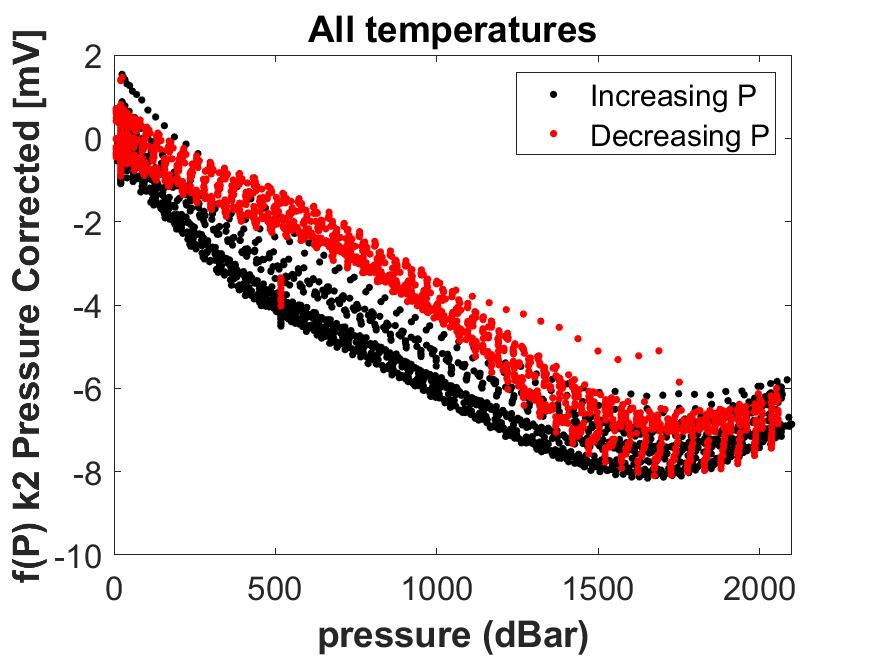 All temperatures
f(P) k2 Pressure Corrected [mV]
2
0
-2
-4
-6
-8
-10
Increasing P
Decreasing P
0
500
1000
1500
2000
pressure (dBar)